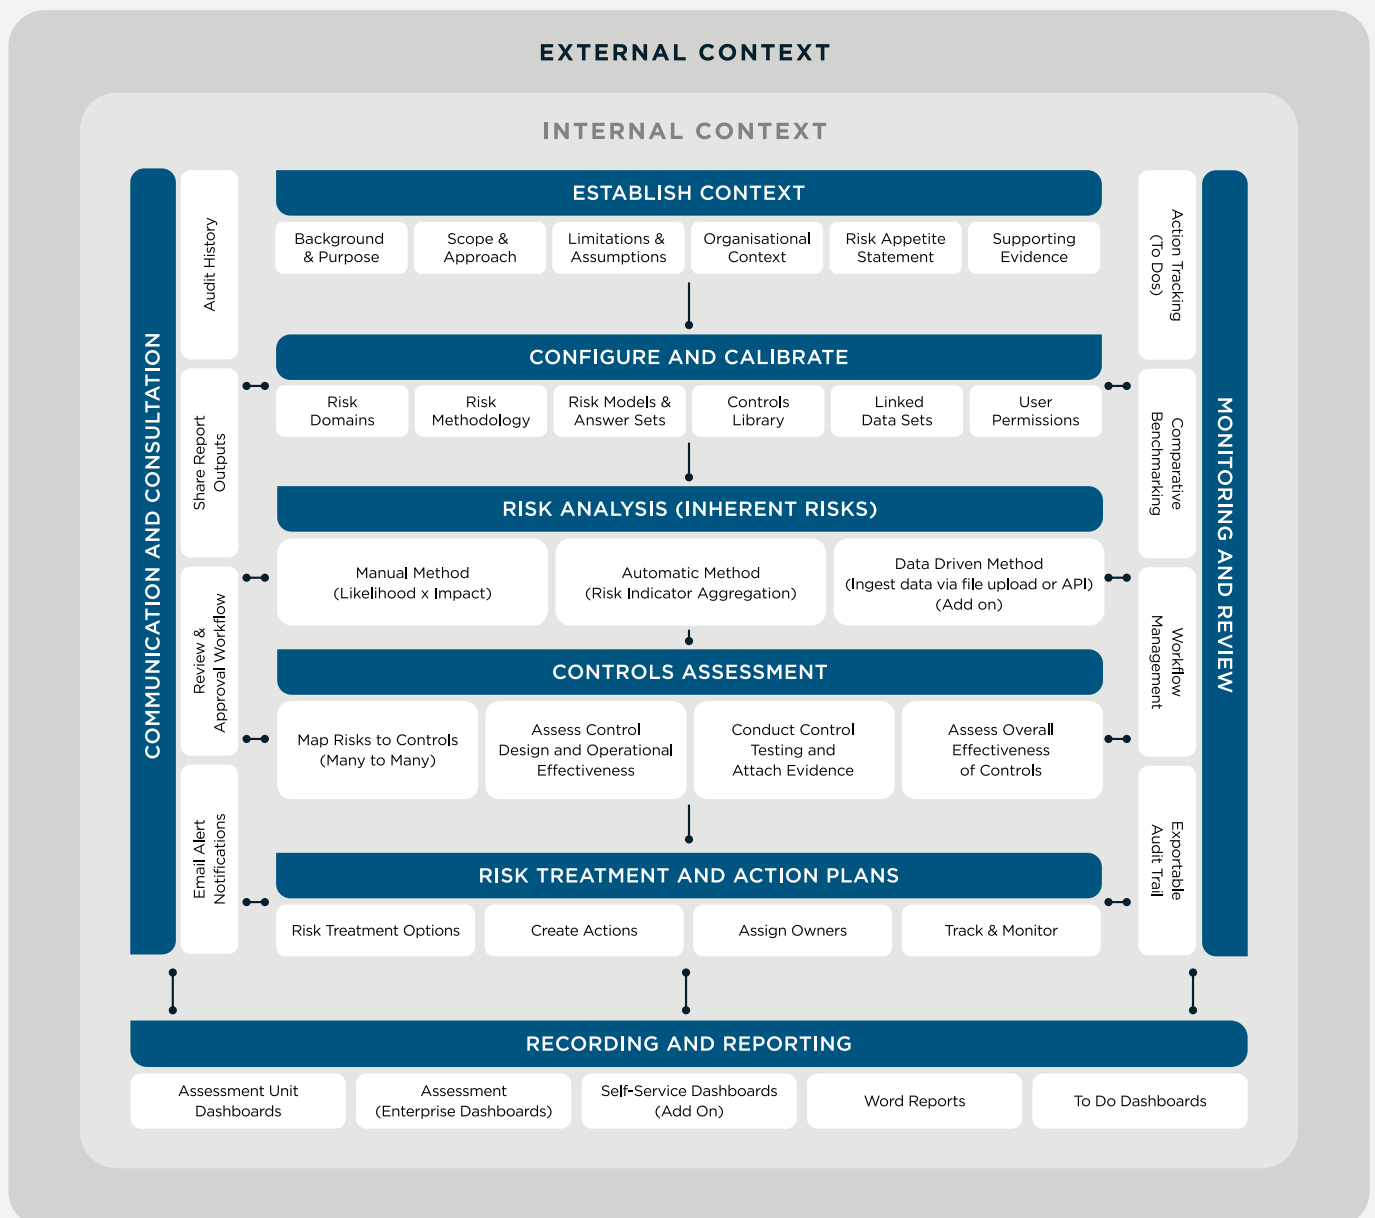 EXTERNAL CONTEXT
INTERNAL CONTEXT
COMMUNICATION AND CONSULTATION
Audit History
Share Report
Outputs
Review &
Approval Workflow
Email Alert
Notifications
ESTABLISH CONTEXT
Background
& Purpose
Scope &
Approach
Limitations &
Assumptions
Organisational
Context
Risk Appetite
Statement
Supporting
Evidence
CONFIGURE AND CALIBRATE
Risk
Domains
Risk
Methodology
Risk Models &
Answer Sets
Controls
Library
Linked
Data Sets
User
Permissions
RISK ANALYSIS (INHERENT RISKS)
Manual Method
(Likelihood x Impact)
Automatic Method
(Risk Indicator Aggregation)
Data Driven Method
(Ingest data via file upload or API)
(Add on)
CONTROLS ASSESSMENT
Map Risks to Controls
(Many to Many)
Assess Control
Design and Operational
Effectiveness
Conduct Control
Testing and
Attach Evidence
Assess Overall
Effectiveness
of Controls
RISK TREATMENT AND ACTION PLANS
Risk Treatment Options
Create Actions
Assign Owners
Track & Monitor
Action Tracking
(To Dos)
Comparative
Benchmarking
Workflow
Management
Exportable
Audit Trail
MONITORING AND REVIEW
RECORDING AND REPORTING
Assessment Unit
Dashboards
Assessment
(Enterprise Dashboards)
Self-Service Dashboards
(Add On)
Word Reports
To Do Dashboards